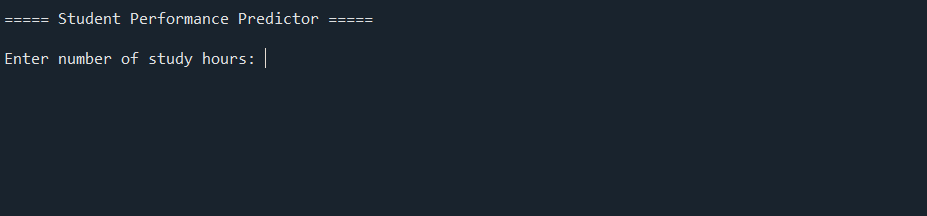 ===== Student Performance Predictor =====
Enter number of study hours: